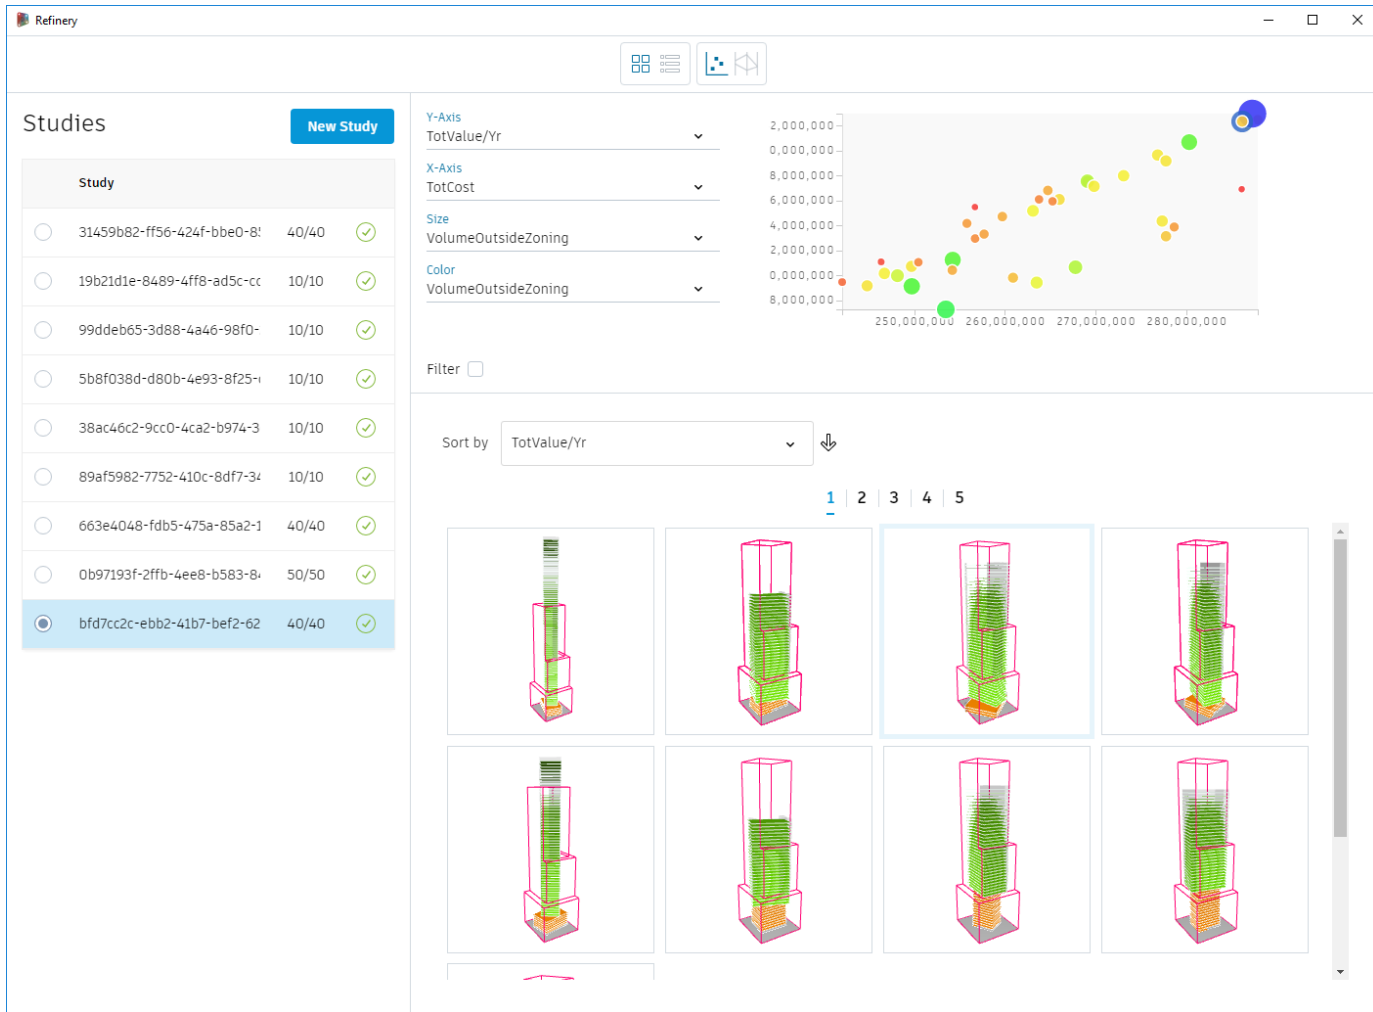 Refinery
Studies
New Study
Study
31459b82-ff56-424f-bbe0-8
40/40
19b21d1e-8489-4ff8-ad5c-cc
10/10
99ddeb65-3d88-4a46-98f0-
10/10
5b8f038d-d80b-4e93-8f25-
10/10
38ac46c2-9cc0-4ca2-b974-3
10/10
89af5982-7752-410c-8df7-34
10/10
663e4048-fdb5-475a-85a2-1
40/40
0b97193f-2ffb-4ee8-b583-8
50/50
bfd7cc2c-ebb2-41b7-bef2-62
40/40
Y-Axis
TotValue/Yr
X-Axis
TotCost
Size
VolumeOutsideZoning
Color
VolumeOutsideZoning
Filter
2,000,000
0,000,000
8,000,000
6,000,000
4,000,000
2,000,000
0,000,000
8,000,000
250,000,000 260,000,000 270,000,000 280,000,000
Sort by
TotValue/Yr
1 2 3 4 5